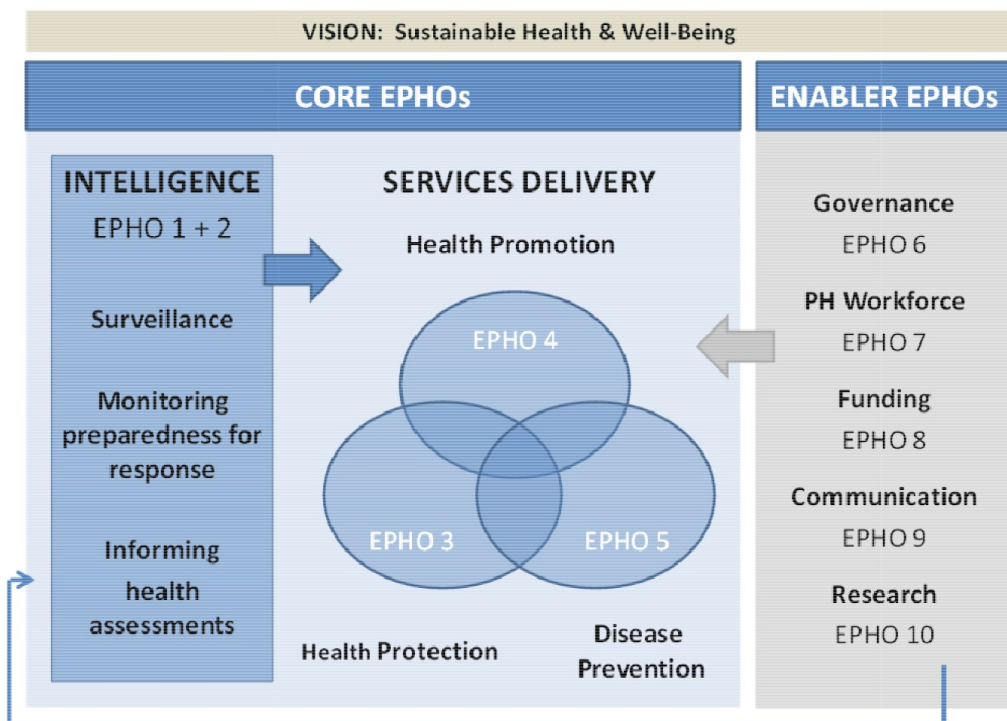 VISION: Sustainable Health & Well-Being
CORE EPHOs
ENABLER EPHOs
INTELLIGENCE
EPHO 1 + 2
Surveillance
Monitoring
preparedness for
response
Informing
health
assessments
SERVICES DELIVERY
Health Promotion
EPHO 4
EPHO 3
EPHO 5
Health Protection
Disease
Prevention
Governance
EPHO 6
PH Workforce
EPHO 7
Funding
EPHO 8
Communication
EPHO 9
Research
EPHO 10